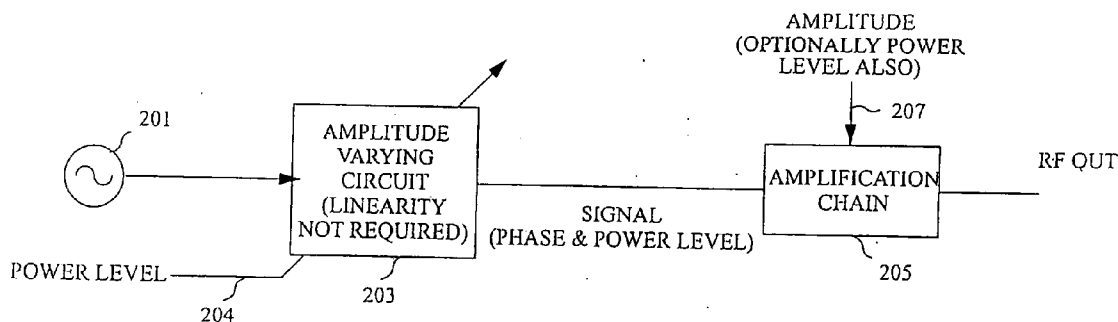 AMPLITUDE
(OPTIONALLY POWER
LEVEL ALSO)
207
201
AMPLITUDE
VARYING
CIRCUIT
(LINEARITY
NOT REQUIRED)
RF OUT
AMPLIFICATION
CHAIN
SIGNAL
(PHASE & POWER LEVEL)
POWER LEVEL
204
203
205